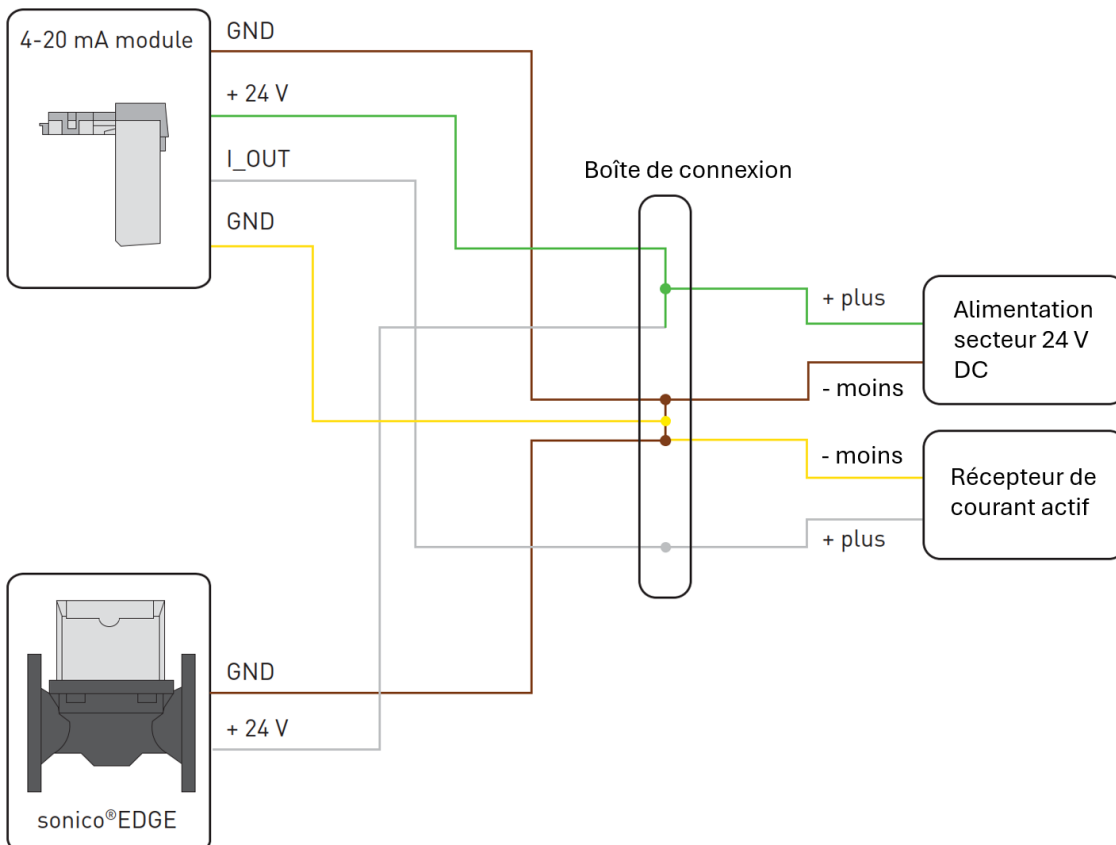 4-20 mA module
GND
+ 24 V
I_OUT
GND
Boîte de connexion
+ plus
- moins
Alimentation
secteur 24 V
DC
- moins
+ plus
Récepteur de
courant actif
GND
+ 24 V
sonico®EDGE